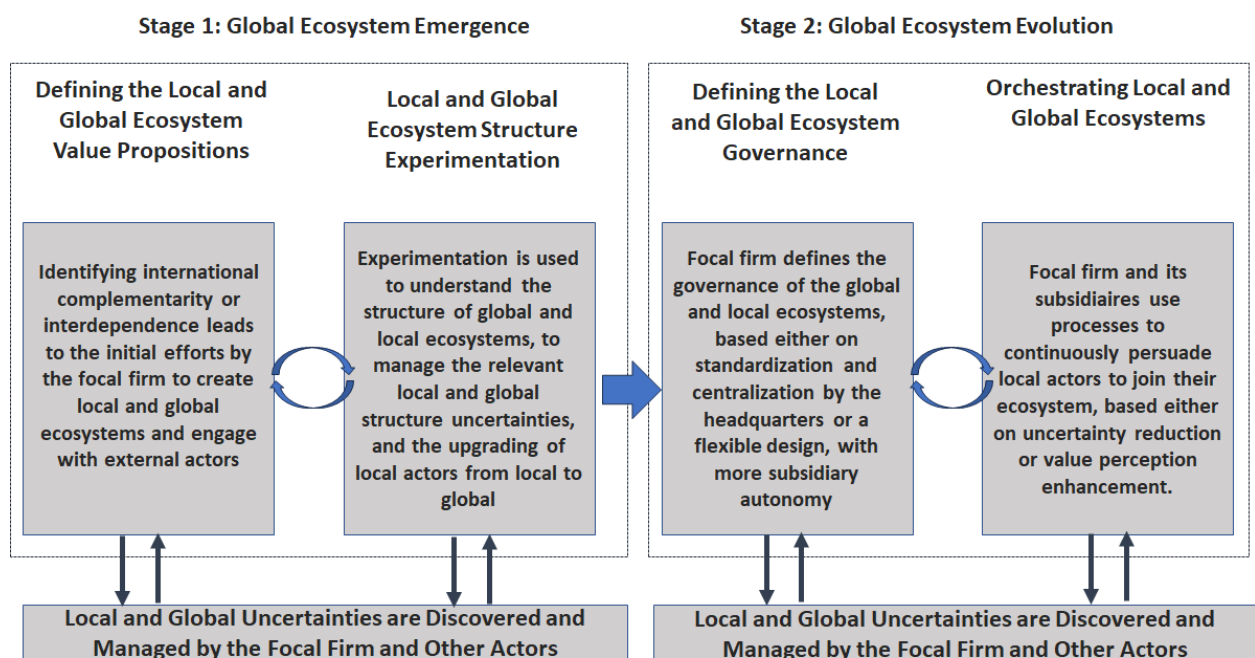 Stage 1: Global Ecosystem Emergence
Defining the Local and
Global Ecosystem
Value Propositions
Local and Global
Ecosystem Structure
Experimentation
Identifying international
complementarity or
interdependence leads
to the initial efforts by
the focal firm to create
local and global
ecosystems and engage
with external actors
Experimentation is used
to understand the
structure of global and
local ecosystems, to
manage the relevant
local and global
structure uncertainties,
and the upgrading of
local actors from local to
global
Local and Global Uncertainties are Discovered and
Managed by the Focal Firm and Other Actors
Stage 2: Global Ecosystem Evolution
Defining the Local
and Global Ecosystem
Governance
Orchestrating Local and
Global Ecosystems
Focal firm defines the
governance of the global
and local ecosystems,
based either on
standardization and
centralization by the
headquarters or a
flexible design, with
more subsidiary
autonomy
Focal firm and its
subsidiaires use
processes to
continuously persuade
local actors to join their
ecosystem, based either
on uncertainty reduction
or value perception
enhancement.
Local and Global Uncertainties are Discovered and
Managed by the Focal Firm and Other Actors